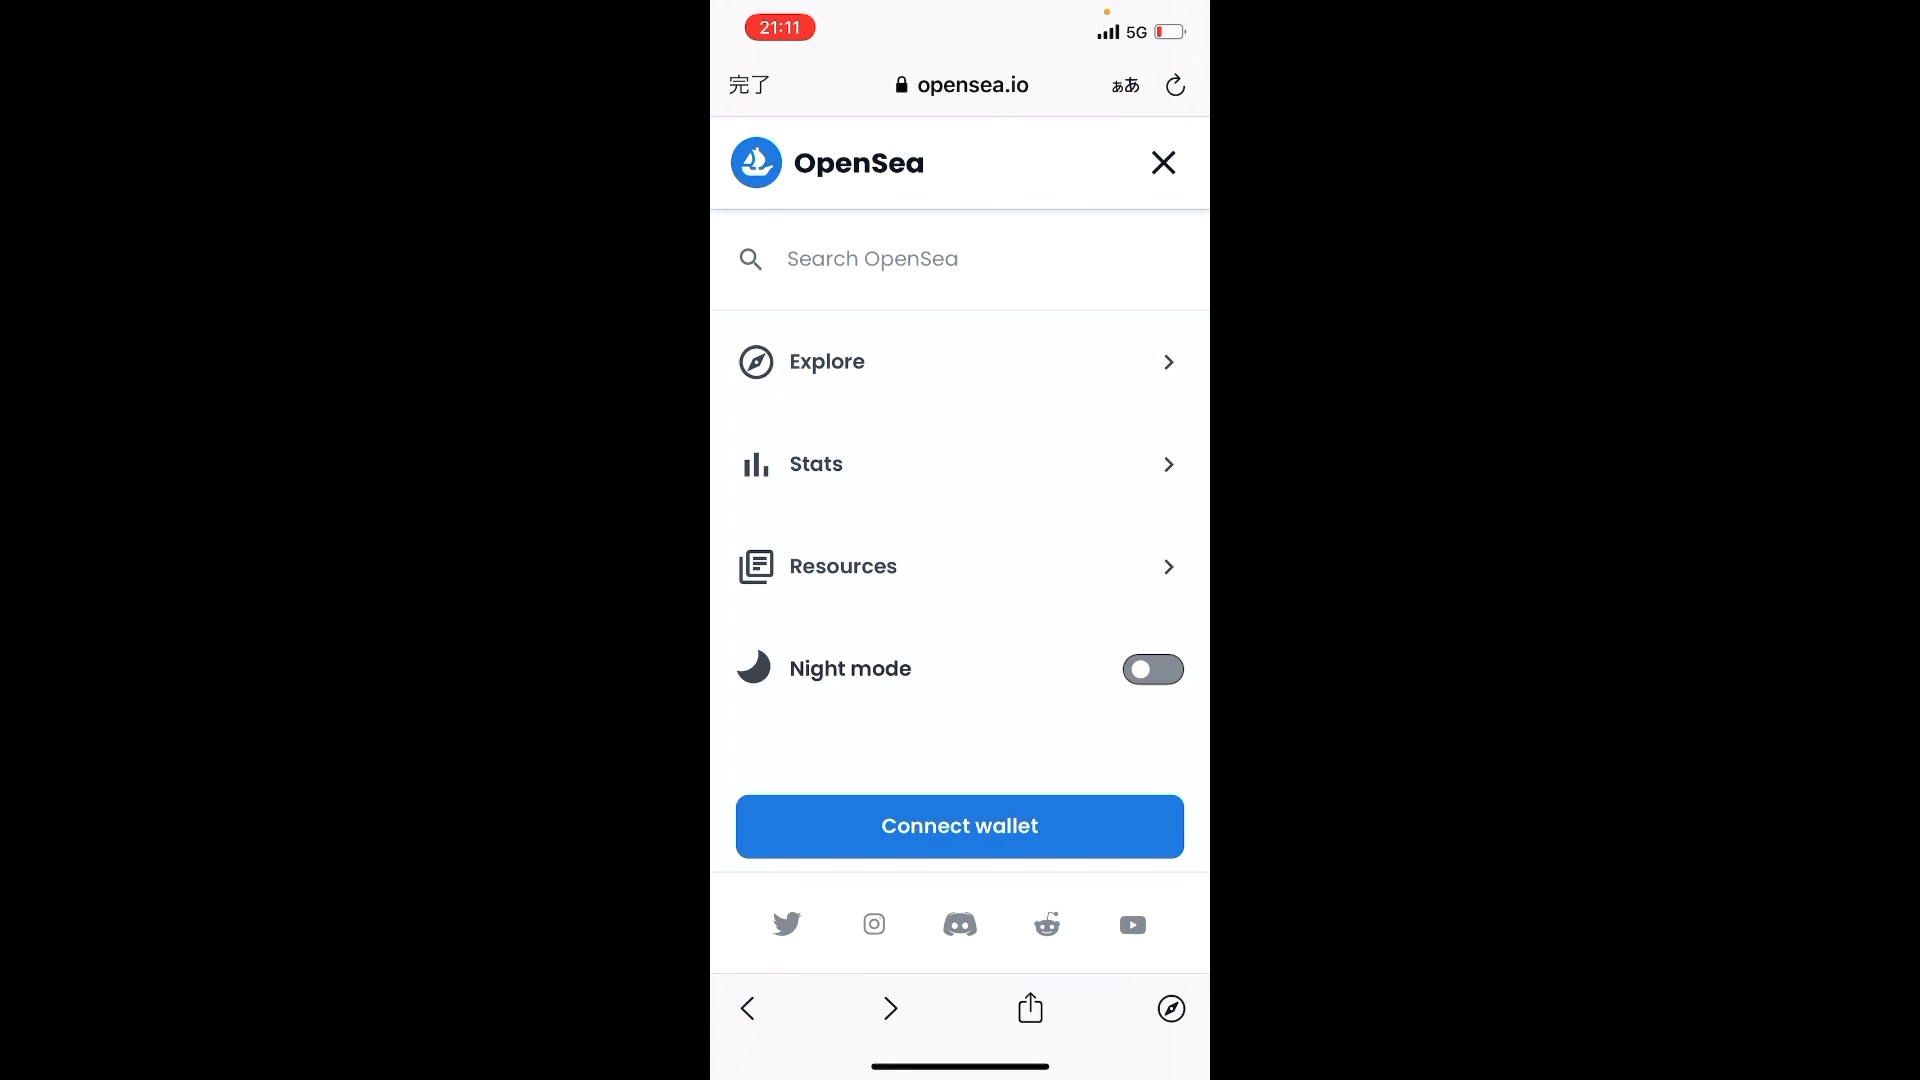 21:11
5G
完了
opensea.io
ぁあ
OpenSea
Search OpenSea
Explore
Stats
Resources
Night mode
Connect wallet